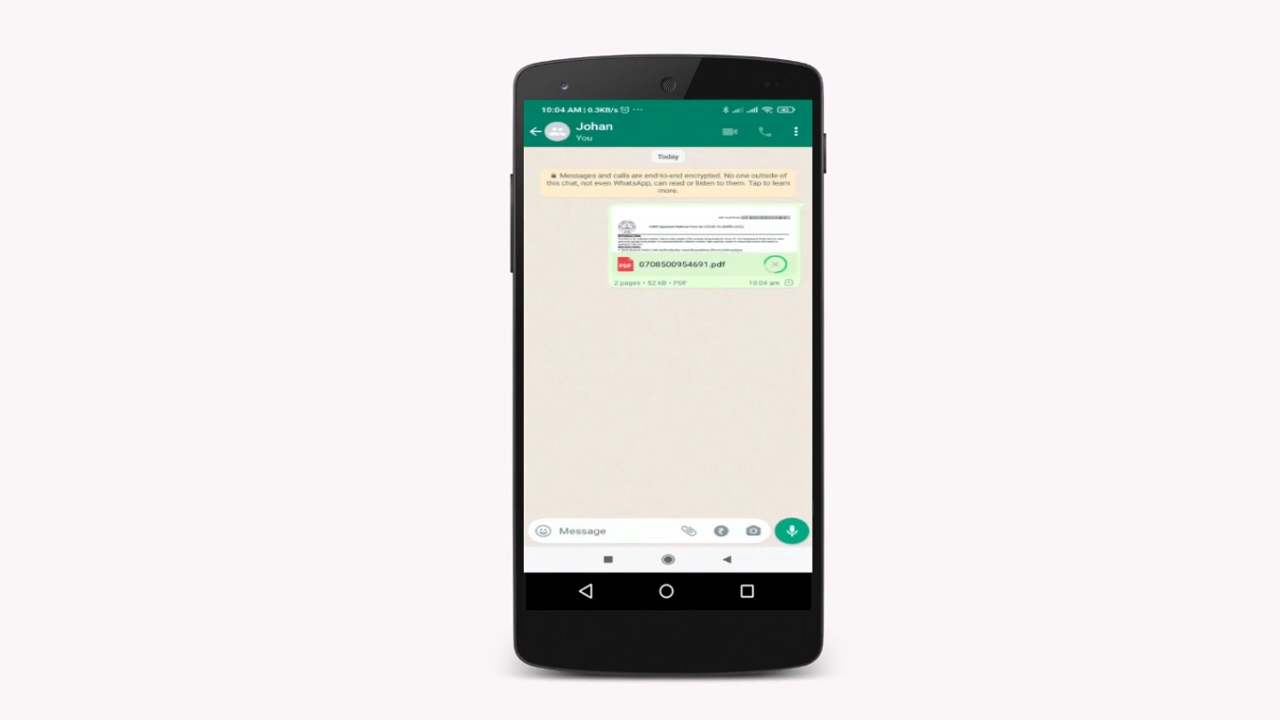 10:04 AM | 0.3KB/s ···
Johan
You
Today
Messages and calls are end-to-end encrypted. No one outside of
this chat, not even WhatsApp, can read or listen to them. Tap to learn
more.
PDF
0708500954691.pdf
2 pages • 52 kB • PDF
10:04 am
Message